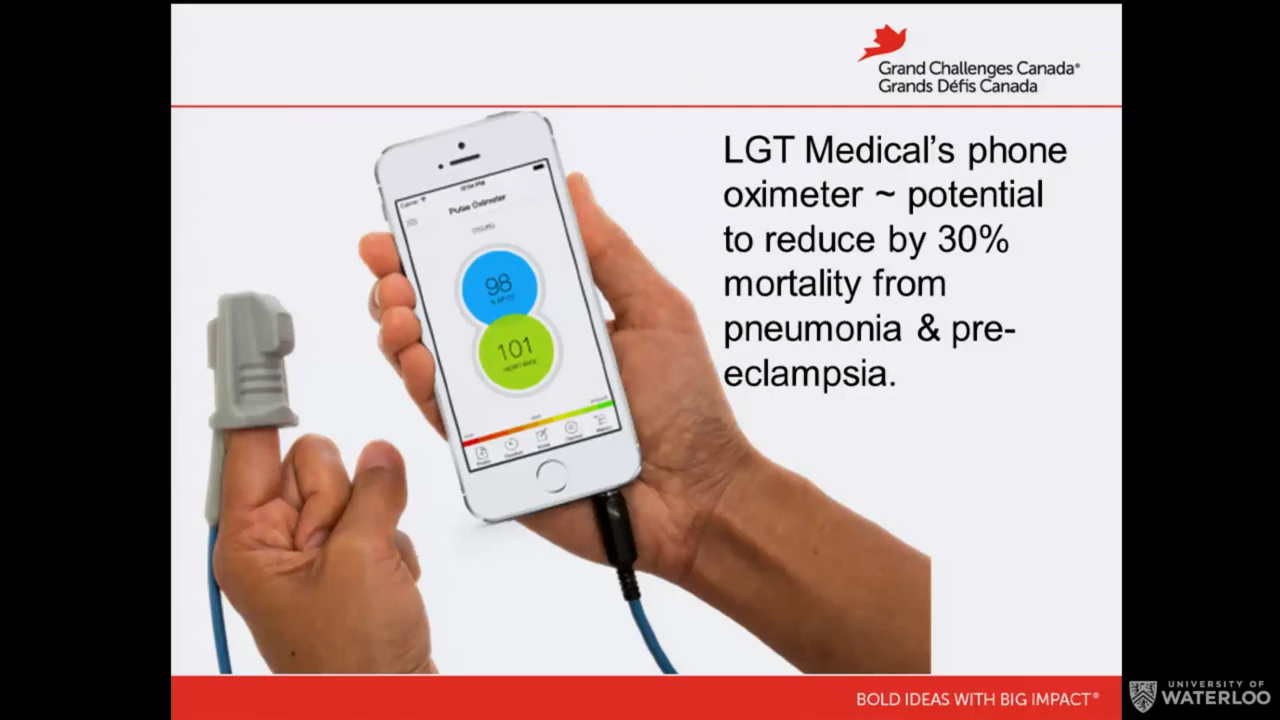 Grand Challenges Canada®
Grands Défis Canada
LGT Medical’s phone
oximeter ~ potential
to reduce by 30%
mortality from
pneumonia & pre-
eclampsia.
Carrier
Pulse Oximeter
98
101
BOLD IDEAS WITH BIG IMPACT®
UNIVERSITY OF
WATERLOO